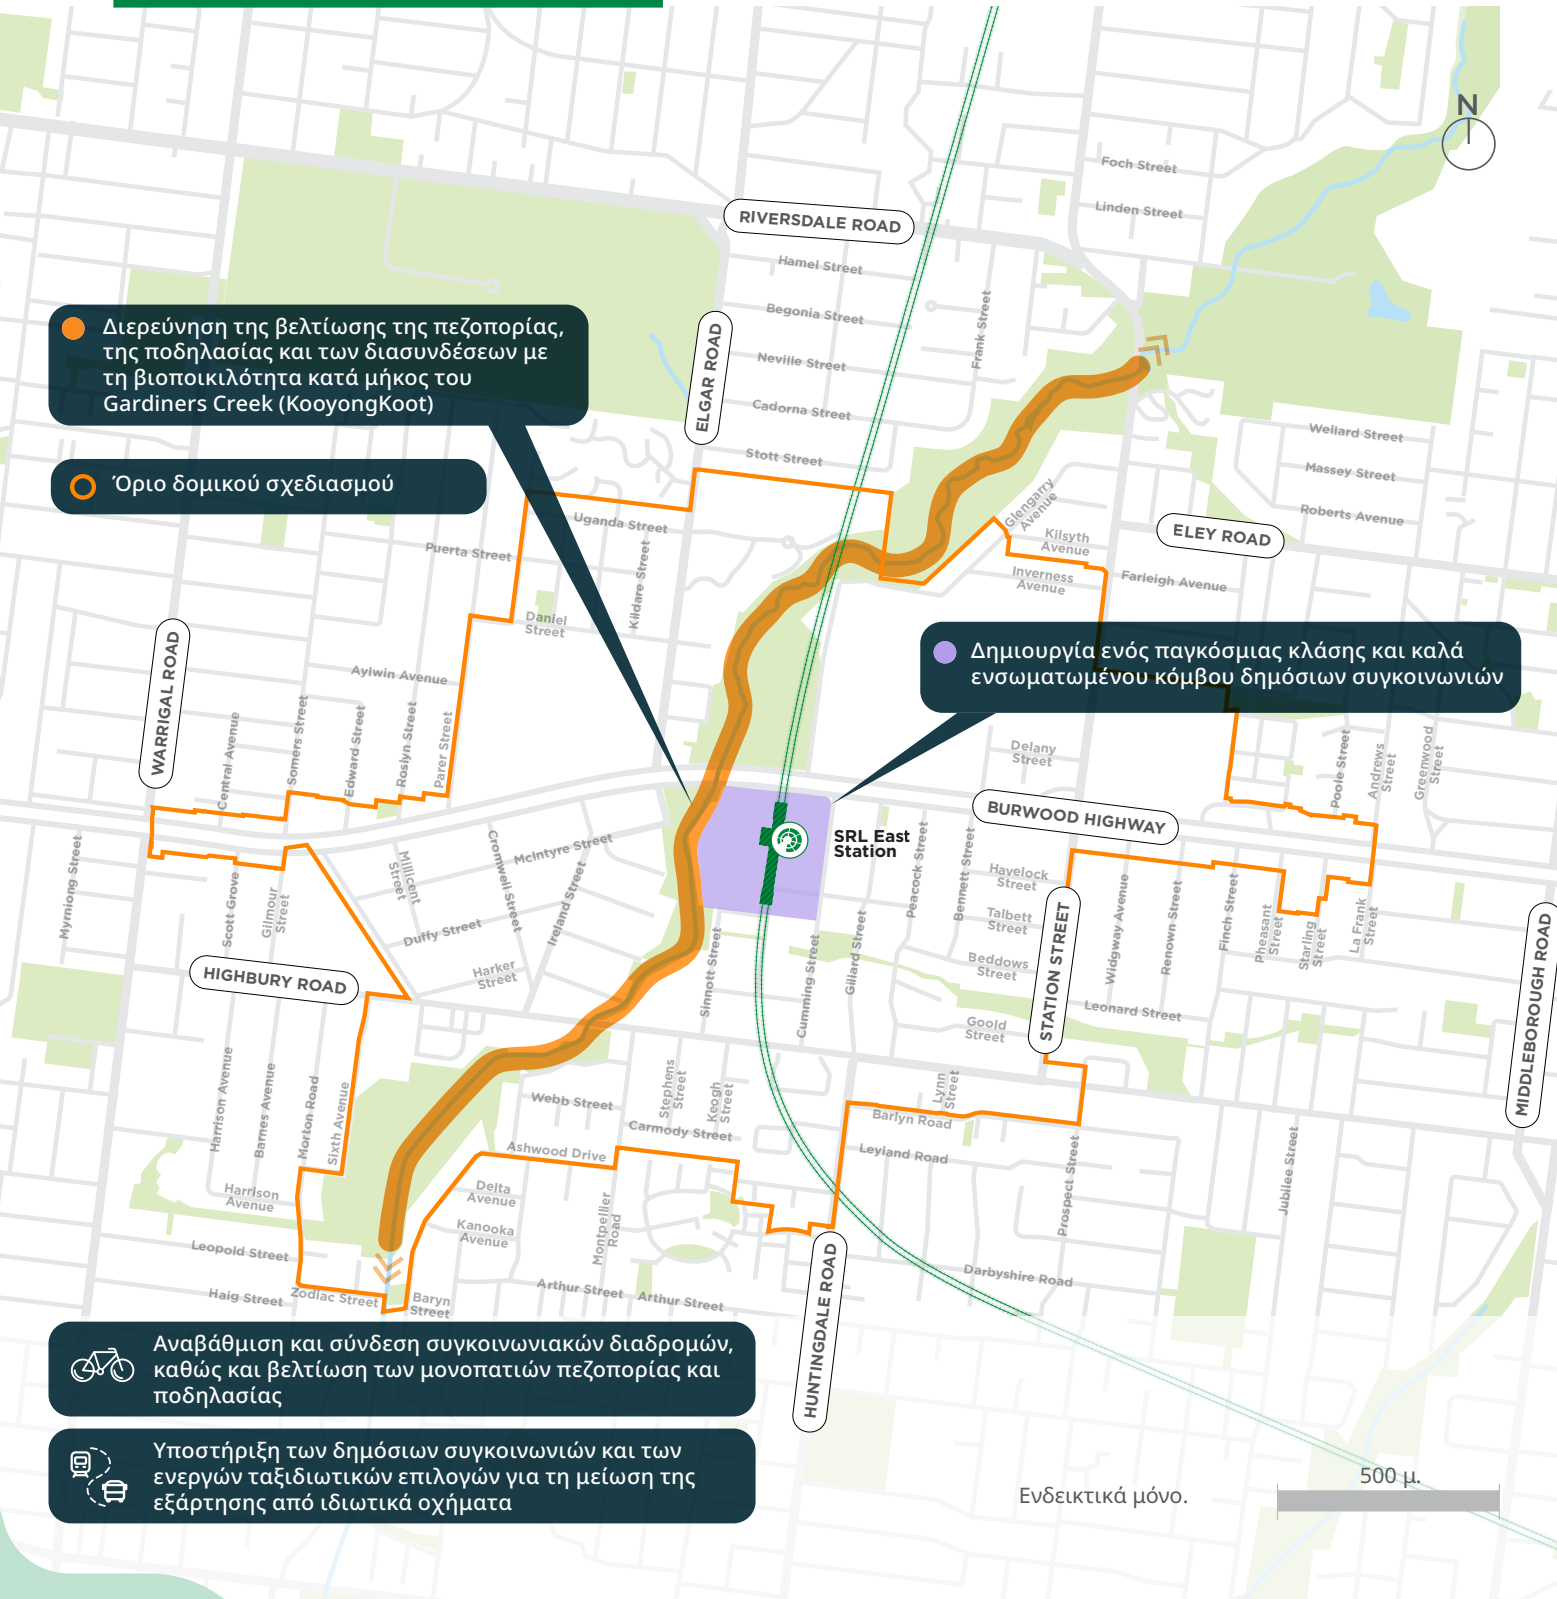 N
Foch Street
Linden Street
RIVERSDALE ROAD
Hamel Street
Begonia Street
Frank Street
Neville Street
ELGAR ROAD
Cadorna Street
Stott Street
Διερεύνηση της βελτίωσης της πεζοπορίας,
της ποδηλασίας και των διασυνδέσεων με
τη βιοποικιλότητα κατά μήκος του
Gardiners Creek (KooyongKoot)
Όριο δομικού σχεδιασμού
Wellard Street
Massey Street
Roberts Avenue
Glengarry
Avenue
Kilsyth
Avenue
ELEY ROAD
Uganda Street
Puerta Street
Kildare Street
Inverness
Avenue
Farleigh Avenue
Daniel
Street
WARRIGAL ROAD
Aylwin Avenue
Δημιουργία ενός παγκόσμιας κλάσης και καλά
ενσωματωμένου κόμβου δημόσιων συγκοινωνιών
Central Avenue
Somers Street
Edward Street
Roslyn Street
Parer Street
Delany
Street
Poole Street
Andrews
Street
Greenwood
Street
BURWOOD HIGHWAY
SRL East
Station
Myrniong Street
Scott Grove
Gilmour
Street
Millicent
Street
Cromwell Street
McIntyre Street
Ireland Street
Duffy Street
Harker
Street
Peacock Street
Bennett Street
Havelock
Street
Talbett
Street
Beddows
Street
Goold
Street
STATION STREET
Widgway Avenue
Renown Street
Finch Street
Pheasant
Street
Starling
Street
La Frank
Street
Leonard Street
MIDDLEBOROUGH ROAD
HIGHBURY ROAD
Sinnott Street
Cumming Street
Gillard Street
Harrison Avenue
Barnes Avenue
Morton Road
Sixth Avenue
Webb Street
Stephens
Street
Keogh
Street
Carmody Street
Lynn
Street
Barlyn Road
Leyland Road
Prospect Street
Jubilee Street
Ashwood Drive
Harrison
Avenue
Delta
Avenue
Kanooka
Avenue
Montpellier
Road
Leopold Street
Haig Street
Zodiac Street
Baryn
Street
Arthur Street
Arthur Street
HUNTINGDALE ROAD
Darbyshire Road
Αναβάθμιση και σύνδεση συγκοινωνιακών διαδρομών,
καθώς και βελτίωση των μονοπατιών πεζοπορίας και
ποδηλασίας
Υποστήριξη των δημόσιων συγκοινωνιών και των
ενεργών ταξιδιωτικών επιλογών για τη μείωση της
εξάρτησης από ιδιωτικά οχήματα
Ενδεικτικά μόνο.
500 μ.